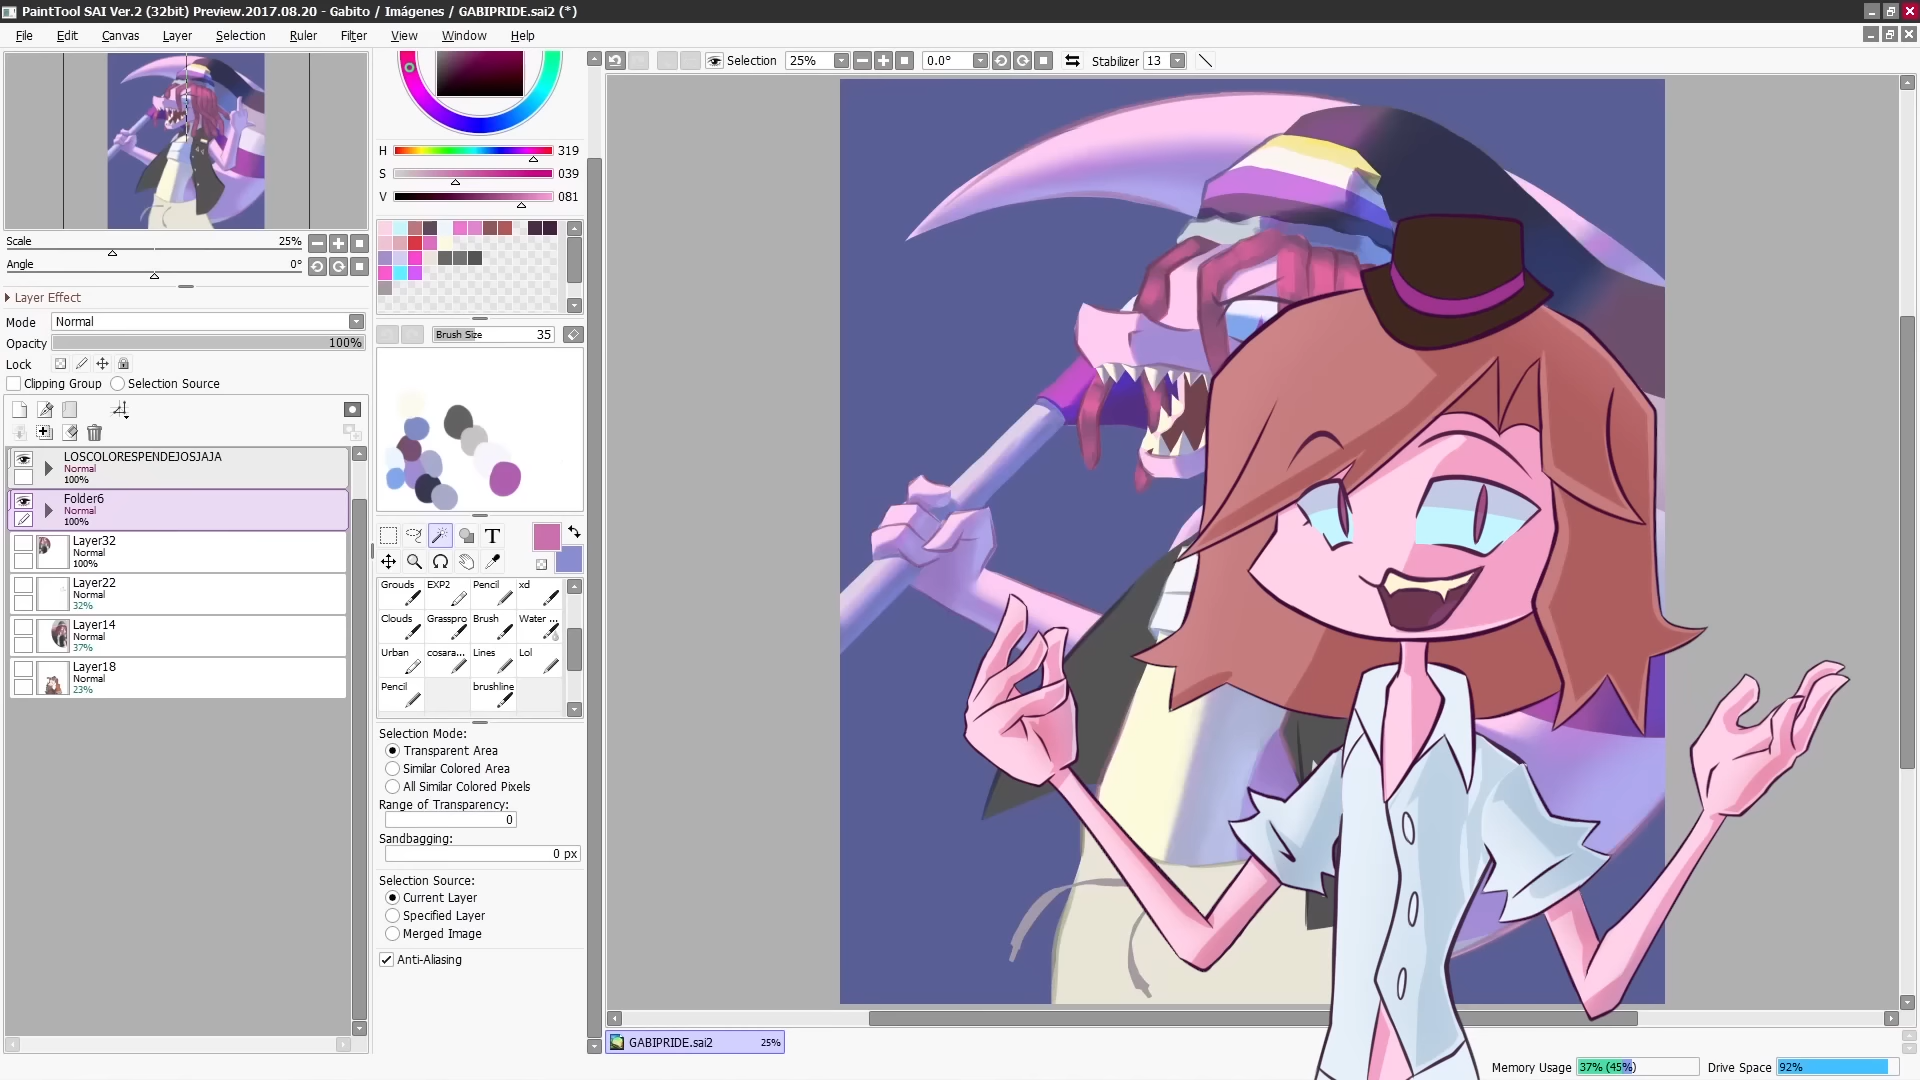 PaintTool SAI Ver.2 (32bit) Preview.2017.08.20 - Gabito / Imágenes / GABIPRIDE.sai2 (*)
File Edit Canvas Layer Selection Ruler Filter View Window Help
Selection 25% 0.0° Stabilizer 13
H 319
S 039
V 081
Scale 25%
Angle 0°
Layer Effect
Mode Normal
Opacity 100%
Lock
Clipping Group Selection Source
LOSCOLORESPENDEJOSJAJA
Normal
100%
Folder6
Normal
100%
Layer32
Normal
100%
Layer22
Normal
32%
Layer14
Normal
37%
Layer18
Normal
23%
Brush Size 35
T
Grouds EXP2 Pencil xd
Clouds Grasspro Brush Water ...
Urban cosara... Lines Lol
Pencil brushline
Selection Mode:
Transparent Area
Similar Colored Area
All Similar Colored Pixels
Range of Transparency:
0
Sandbagging:
0 px
Selection Source:
Current Layer
Specified Layer
Merged Image
Anti-Aliasing
GABIPRIDE.sai2 25%
Memory Usage 37% (45%) Drive Space 92%